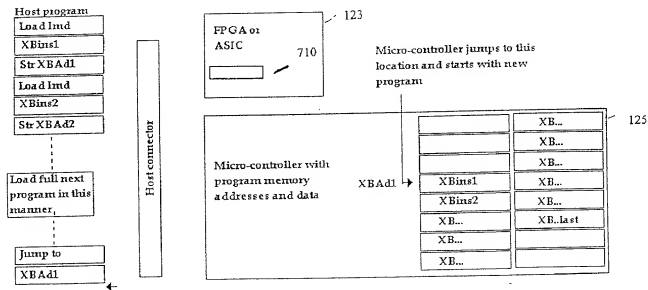 Host program
Load Imd
XBins1
Str XBAd1
Load Imd
XBins2
Str XBAd2
Load full next
program in this
manner,
Jump to
XBAd1
Host connector
FPGA or
ASIC
710
123
Micro-controller jumps to this
location and starts with new
program
125
Micro-controller with
program memory
addresses and data
XBAd1
XBins1
XBins2
XB...
XB...
XB...
XB...
XB...
XB...
XB...
XB...
XB..last